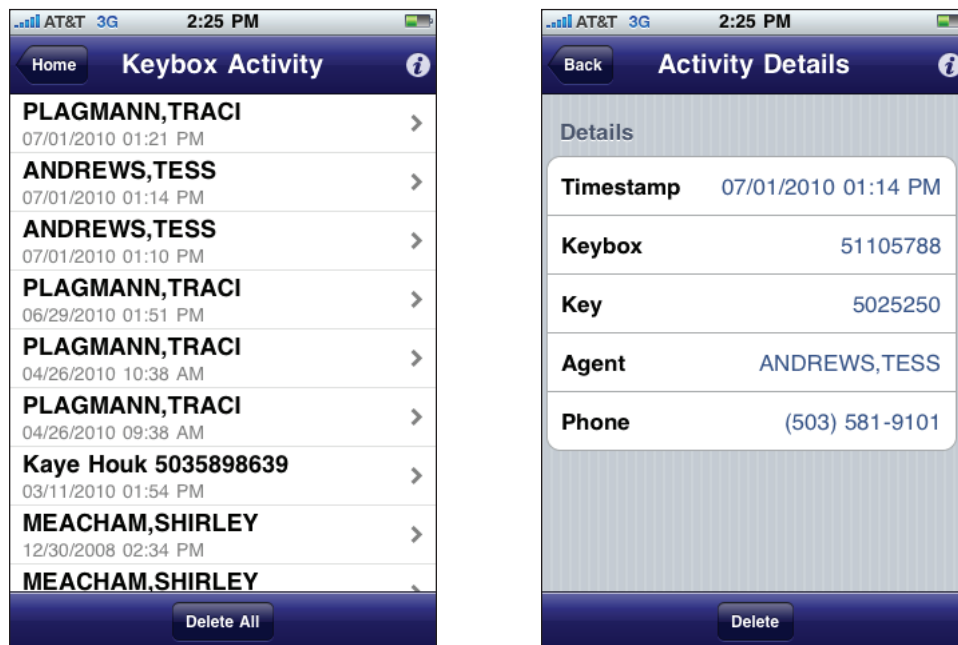 AT&T 3G 2:25 PM
Home Keybox Activity i
PLAGMANN,TRACI
07/01/2010 01:21 PM
ANDREWS,TESS
07/01/2010 01:14 PM
ANDREWS,TESS
07/01/2010 01:10 PM
PLAGMANN,TRACI
06/29/2010 01:51 PM
PLAGMANN,TRACI
04/26/2010 10:38 AM
PLAGMANN,TRACI
04/26/2010 09:38 AM
Kaye Houk 5035898639
03/11/2010 01:54 PM
MEACHAM,SHIRLEY
12/30/2008 02:34 PM
MEACHAM,SHIRLEY
Delete All
AT&T 3G 2:25 PM
Back Activity Details i
Details
Timestamp 07/01/2010 01:14 PM
Keybox 51105788
Key 5025250
Agent ANDREWS,TESS
Phone (503) 581-9101
Delete